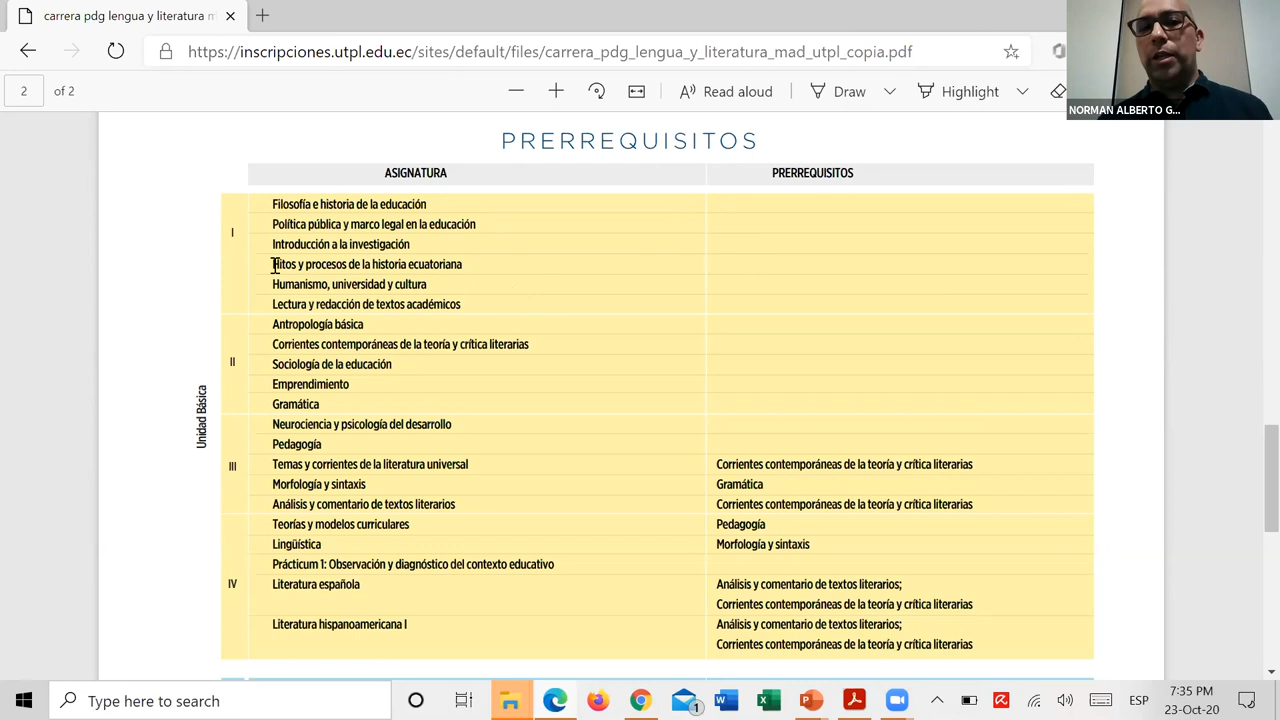 carrera pdg lengua y literatura m
https://inscripciones.utpl.edu.ec/sites/default/files/carrera_pdg_lengua_y_literatura_mad_utpl_copia.pdf
2 of 2
Read aloud
Draw
Highlight
NORMAN ALBERTO G...
PRERREQUISITOS
ASIGNATURA PRERREQUISITOS
Unidad Básica
I
Filosofía e historia de la educación
Política pública y marco legal en la educación
Introducción a la investigación
Hitos y procesos de la historia ecuatoriana
Humanismo, universidad y cultura
Lectura y redacción de textos académicos
II
Antropología básica
Corrientes contemporáneas de la teoría y crítica literarias
Sociología de la educación
Emprendimiento
Gramática
III
Neurociencia y psicología del desarrollo
Pedagogía
Temas y corrientes de la literatura universal Corrientes contemporáneas de la teoría y crítica literarias
Morfología y sintaxis Gramática
Análisis y comentario de textos literarios Corrientes contemporáneas de la teoría y crítica literarias
IV
Teorías y modelos curriculares Pedagogía
Lingüística Morfología y sintaxis
Prácticum 1: Observación y diagnóstico del contexto educativo
Literatura española Análisis y comentario de textos literarios;
Corrientes contemporáneas de la teoría y crítica literarias
Literatura hispanoamericana I Análisis y comentario de textos literarios;
Corrientes contemporáneas de la teoría y crítica literarias
Type here to search
1
ESP
7:35 PM
23-Oct-20